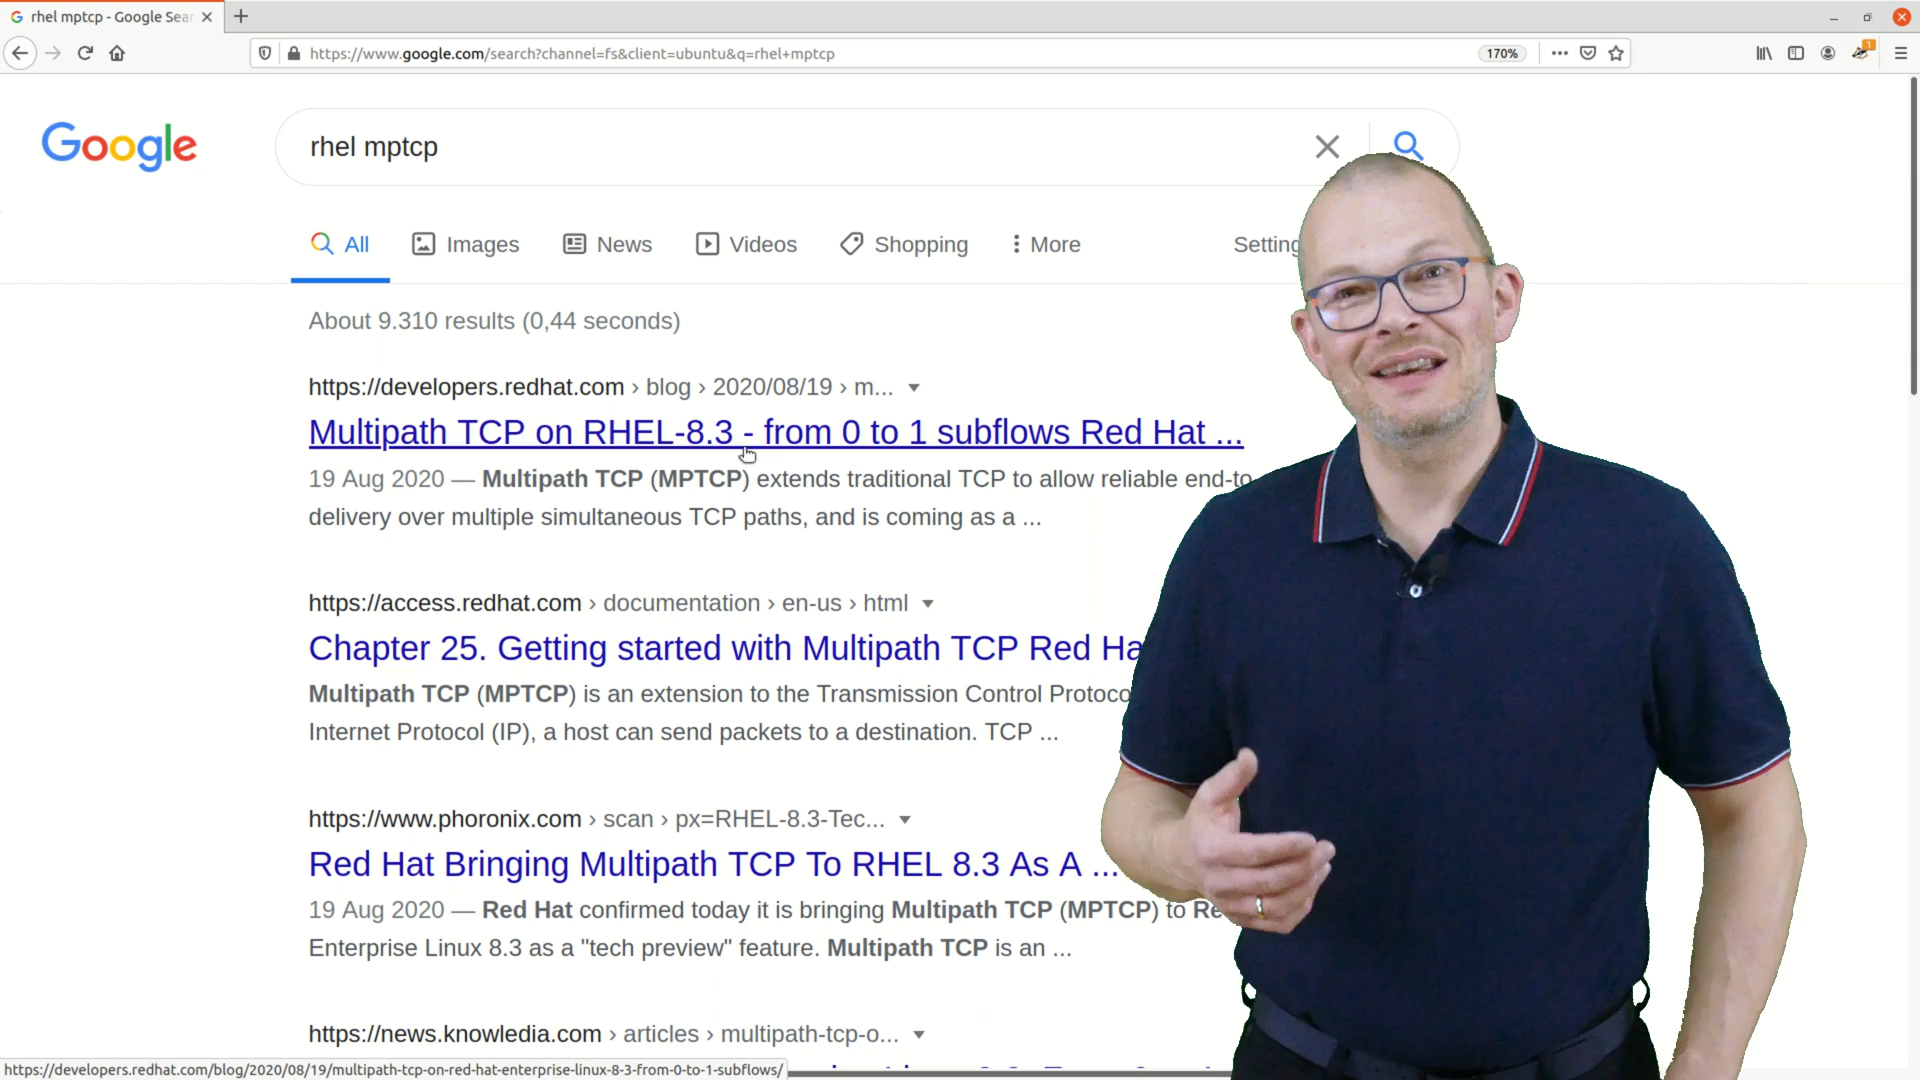 rhel mptcp - Google Sear
https://www.google.com/search?channel=fs&client=ubuntu&q=rhel+mptcp
170%
1
Google
rhel mptcp
All
Images
News
Videos
Shopping
More
Setting
About 9.310 results (0,44 seconds)
https://developers.redhat.com › blog › 2020/08/19 › m...
Multipath TCP on RHEL-8.3 - from 0 to 1 subflows Red Hat ...
19 Aug 2020 — Multipath TCP (MPTCP) extends traditional TCP to allow reliable end-to
delivery over multiple simultaneous TCP paths, and is coming as a ...
https://access.redhat.com › documentation › en-us › html
Chapter 25. Getting started with Multipath TCP Red Ha
Multipath TCP (MPTCP) is an extension to the Transmission Control Protoco
Internet Protocol (IP), a host can send packets to a destination. TCP ...
https://www.phoronix.com › scan › px=RHEL-8.3-Tec...
Red Hat Bringing Multipath TCP To RHEL 8.3 As A ...
19 Aug 2020 — Red Hat confirmed today it is bringing Multipath TCP (MPTCP) to Re
Enterprise Linux 8.3 as a "tech preview" feature. Multipath TCP is an ...
https://news.knowledia.com › articles › multipath-tcp-o...
https://developers.redhat.com/blog/2020/08/19/multipath-tcp-on-red-hat-enterprise-linux-8-3-from-0-to-1-subflows/